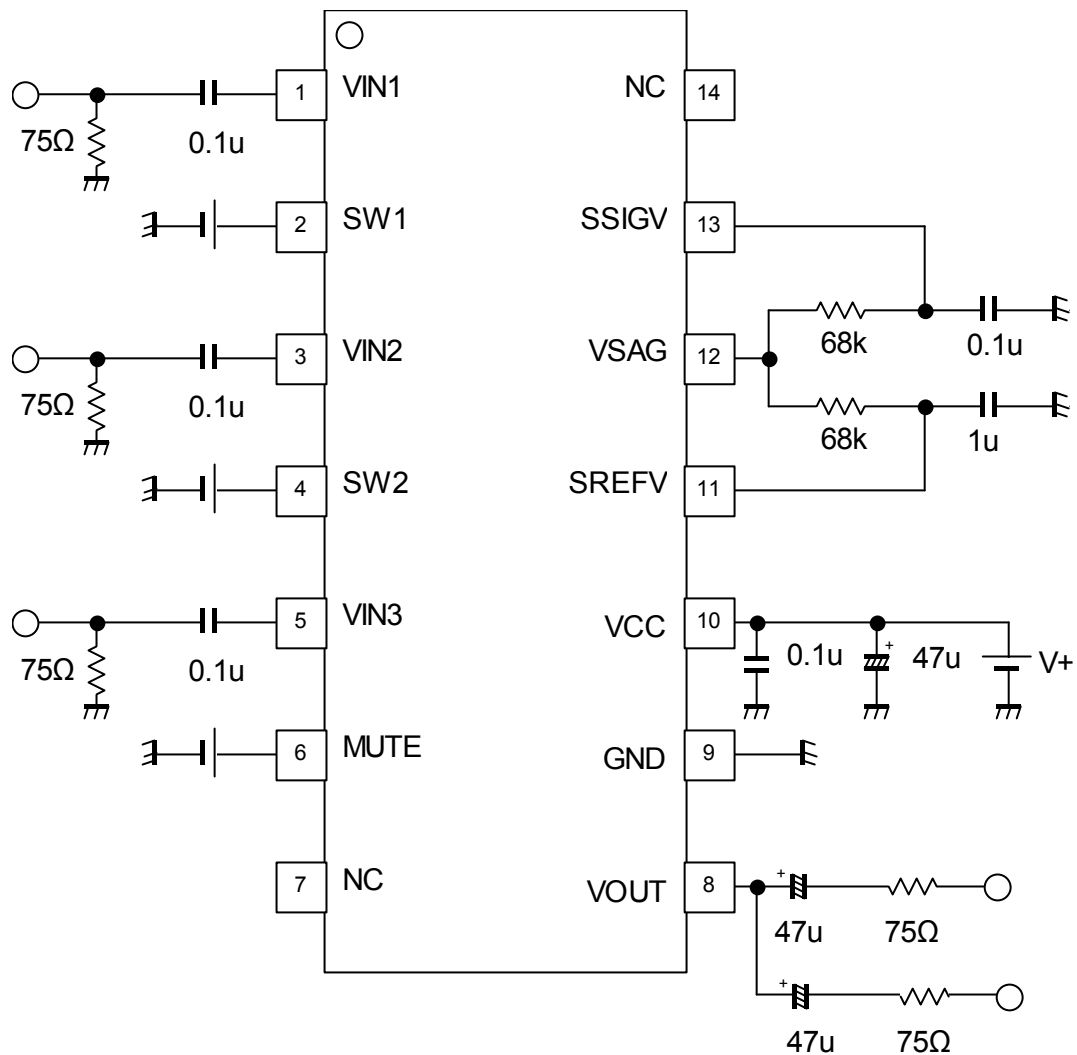 1 VIN1
NC 14
75Ω
0.1u
2 SW1
SSIGV 13
68k
0.1u
3 VIN2
VSAG 12
75Ω
0.1u
68k
1u
4 SW2
SREFV 11
5 VIN3
VCC 10
75Ω
0.1u
0.1u
+
47u
V+
6 MUTE
GND 9
7 NC
VOUT 8
+
47u
75Ω
+
47u
75Ω